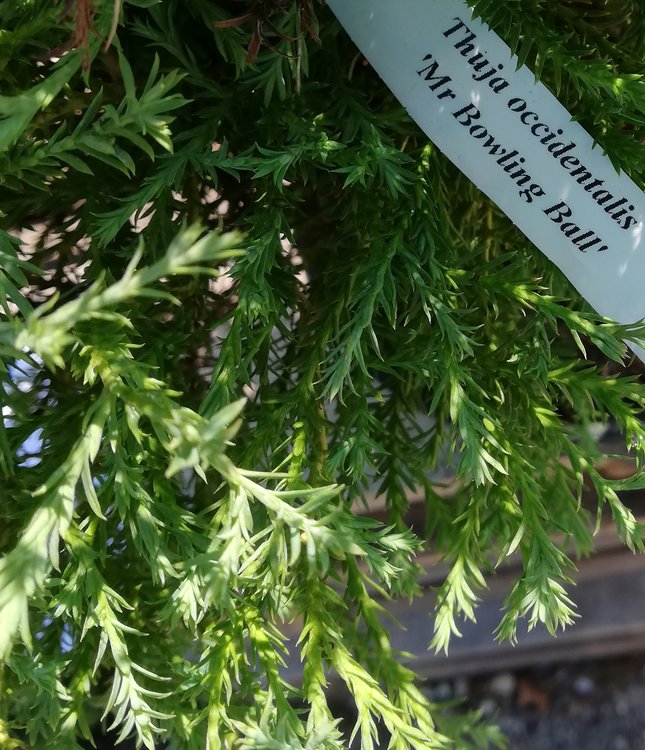 Thuja occidentalis
'Mr Bowling Ball'